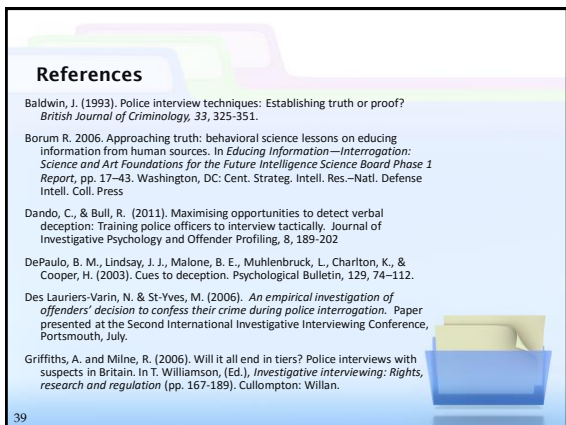 References
Baldwin, J. (1993). Police interview techniques: Establishing truth or proof?
British Journal of Criminology, 33, 325-351.
Borum R. 2006. Approaching truth: behavioral science lessons on educing
information from human sources. In Educing Information—Interrogation:
Science and Art Foundations for the Future Intelligence Science Board Phase 1
Report, pp. 17–43. Washington, DC: Cent. Strateg. Intell. Res.–Natl. Defense
Intell. Coll. Press
Dando, C., & Bull, R. (2011). Maximising opportunities to detect verbal
deception: Training police officers to interview tactically. Journal of
Investigative Psychology and Offender Profiling, 8, 189-202
DePaulo, B. M., Lindsay, J. J., Malone, B. E., Muhlenbruck, L., Charlton, K., &
Cooper, H. (2003). Cues to deception. Psychological Bulletin, 129, 74–112.
Des Lauriers-Varin, N. & St-Yves, M. (2006). An empirical investigation of
offenders' decision to confess their crime during police interrogation. Paper
presented at the Second International Investigative Interviewing Conference,
Portsmouth, July.
Griffiths, A. and Milne, R. (2006). Will it all end in tiers? Police interviews with
suspects in Britain. In T. Williamson, (Ed.), Investigative interviewing: Rights,
research and regulation (pp. 167-189). Cullompton: Willan.
39